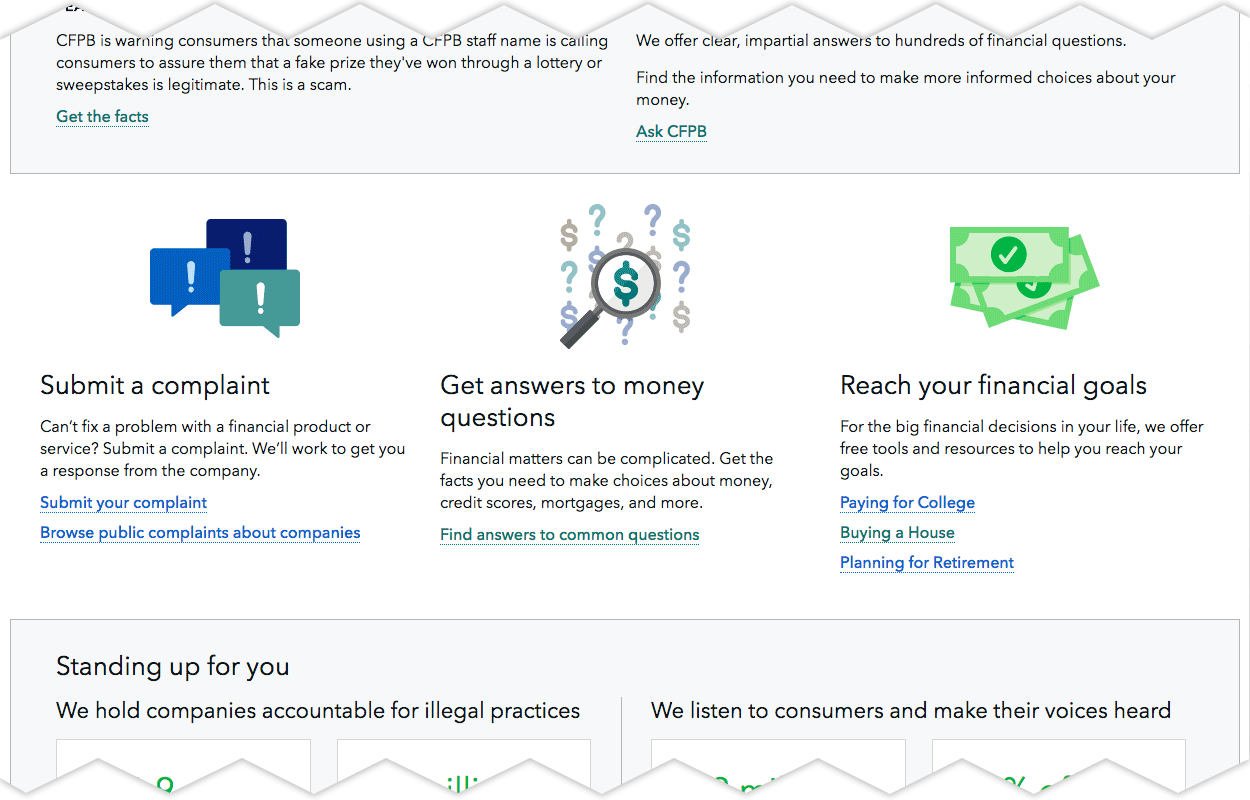 CFPB is warning consumers that someone using a CFPB staff name is calling
consumers to assure them that a fake prize they've won through a lottery or
sweepstakes is legitimate. This is a scam.
Get the facts
We offer clear, impartial answers to hundreds of financial questions.
Find the information you need to make more informed choices about your
money.
Ask CFPB
Submit a complaint
Can’t fix a problem with a financial product or
service? Submit a complaint. We’ll work to get you
a response from the company.
Submit your complaint
Browse public complaints about companies
Get answers to money
questions
Financial matters can be complicated. Get the
facts you need to make choices about money,
credit scores, mortgages, and more.
Find answers to common questions
Reach your financial goals
For the big financial decisions in your life, we offer
free tools and resources to help you reach your
goals.
Paying for College
Buying a House
Planning for Retirement
Standing up for you
We hold companies accountable for illegal practices
We listen to consumers and make their voices heard